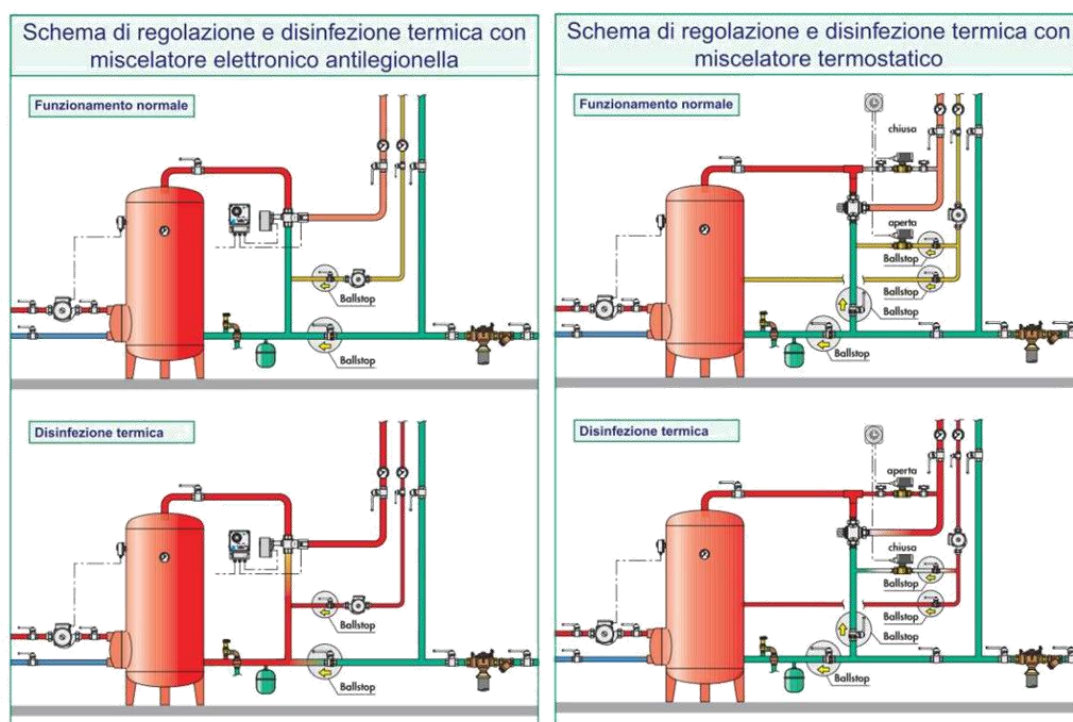 Schema di regolazione e disinfezione termica con
miscelatore elettronico antilegionella
Funzionamento normale
Ballstop
Ballstop
Disinfezione termica
Ballstop
Ballstop
Schema di regolazione e disinfezione termica con
miscelatore termostatico
Funzionamento normale
chiusa
aperta
Ballstop
Ballstop
Ballstop
Ballstop
Disinfezione termica
aperta
chiusa
Ballstop
Ballstop
Ballstop
Ballstop